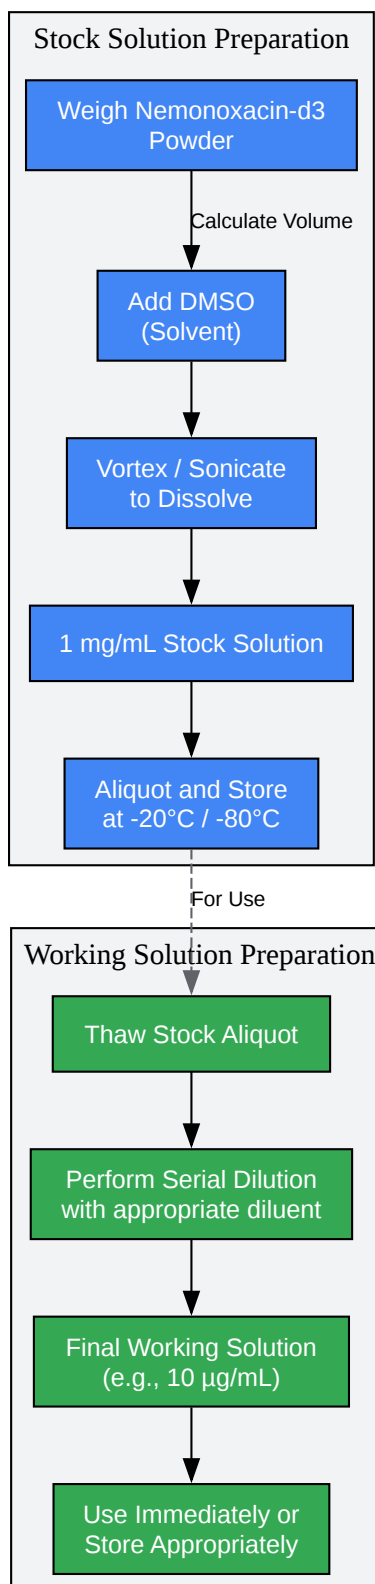 Stock Solution Preparation
Weigh Nemonoxacin-d3
Powder
Calculate Volume
Add DMSO
(Solvent)
Vortex / Sonicate
to Dissolve
1 mg/mL Stock Solution
Aliquot and Store
at -20°C / -80°C
For Use
Working Solution Preparation
Thaw Stock Aliquot
Perform Serial Dilution
with appropriate diluent
Final Working Solution
(e.g., 10 µg/mL)
Use Immediately or
Store Appropriately